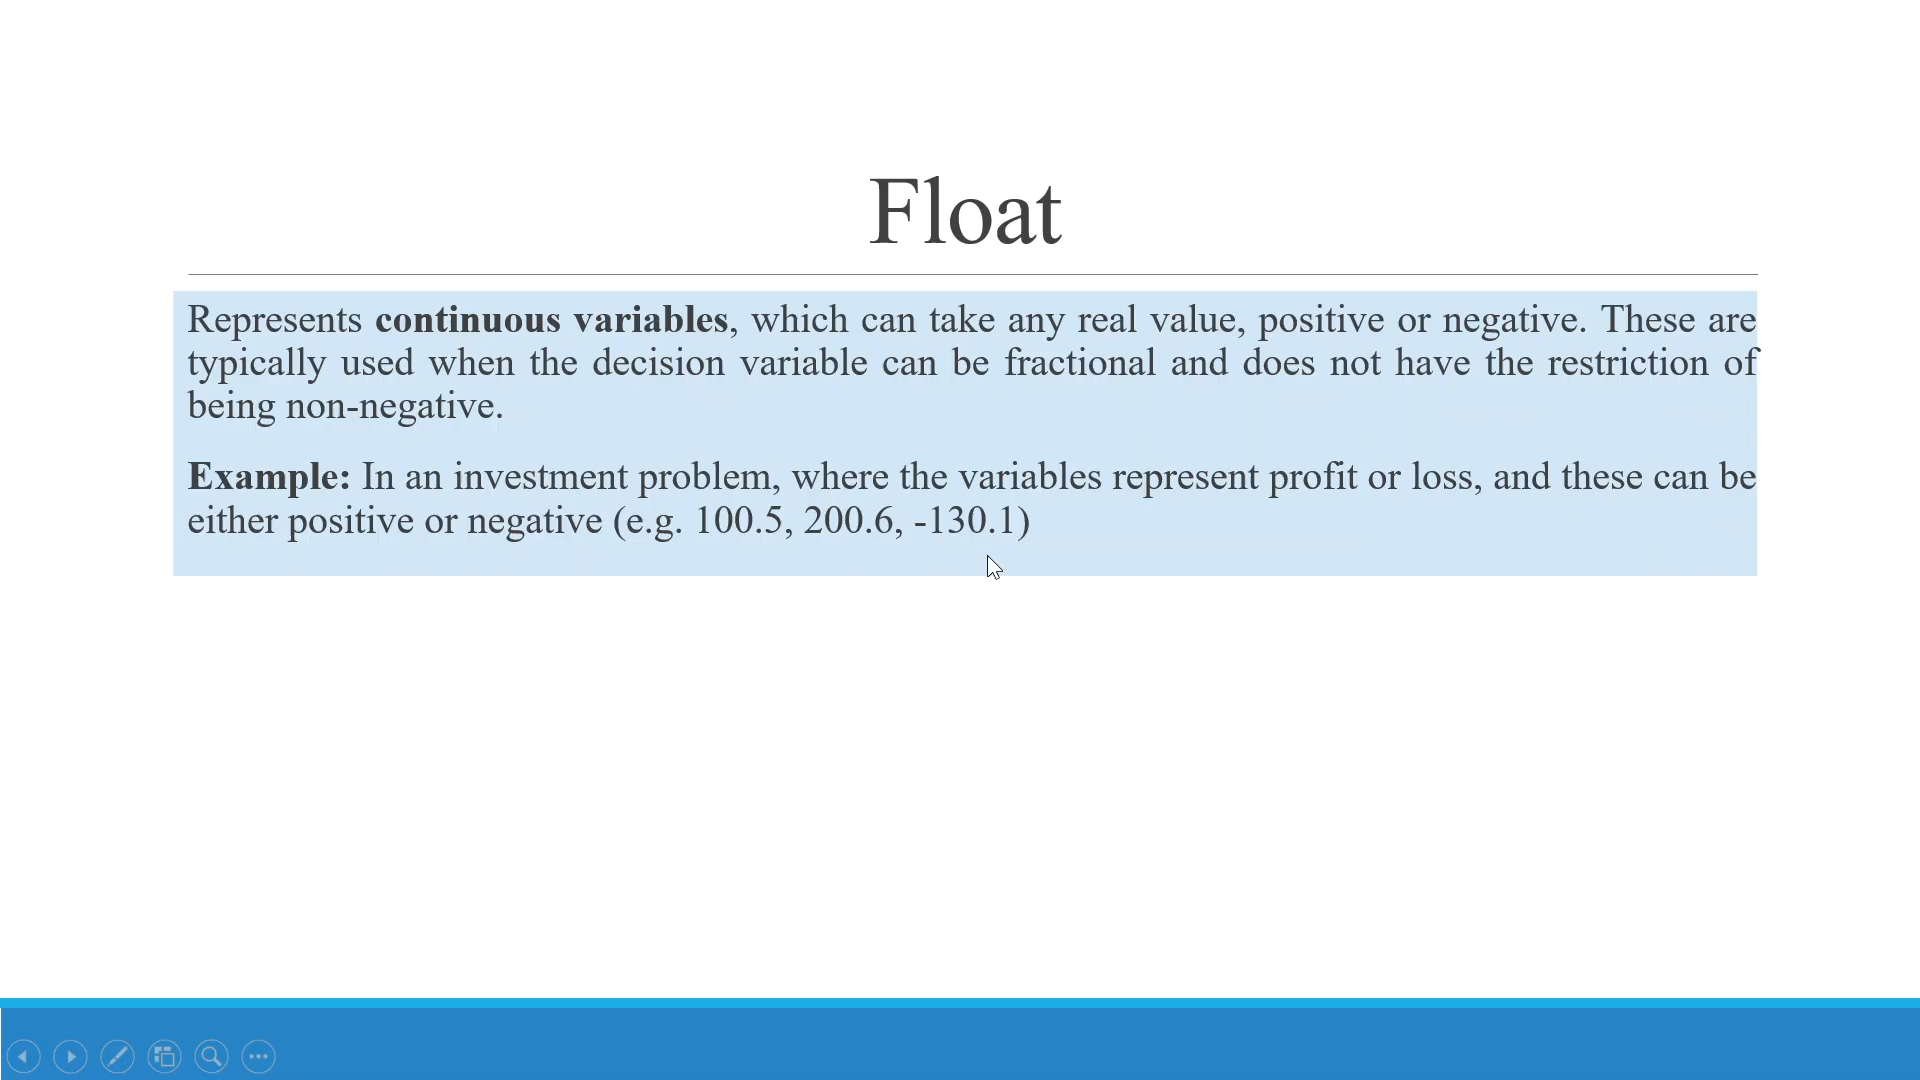 Float
Represents continuous variables, which can take any real value, positive or negative. These are
typically used when the decision variable can be fractional and does not have the restriction of
being non-negative.
Example: In an investment problem, where the variables represent profit or loss, and these can be
either positive or negative (e.g. 100.5, 200.6, -130.1)